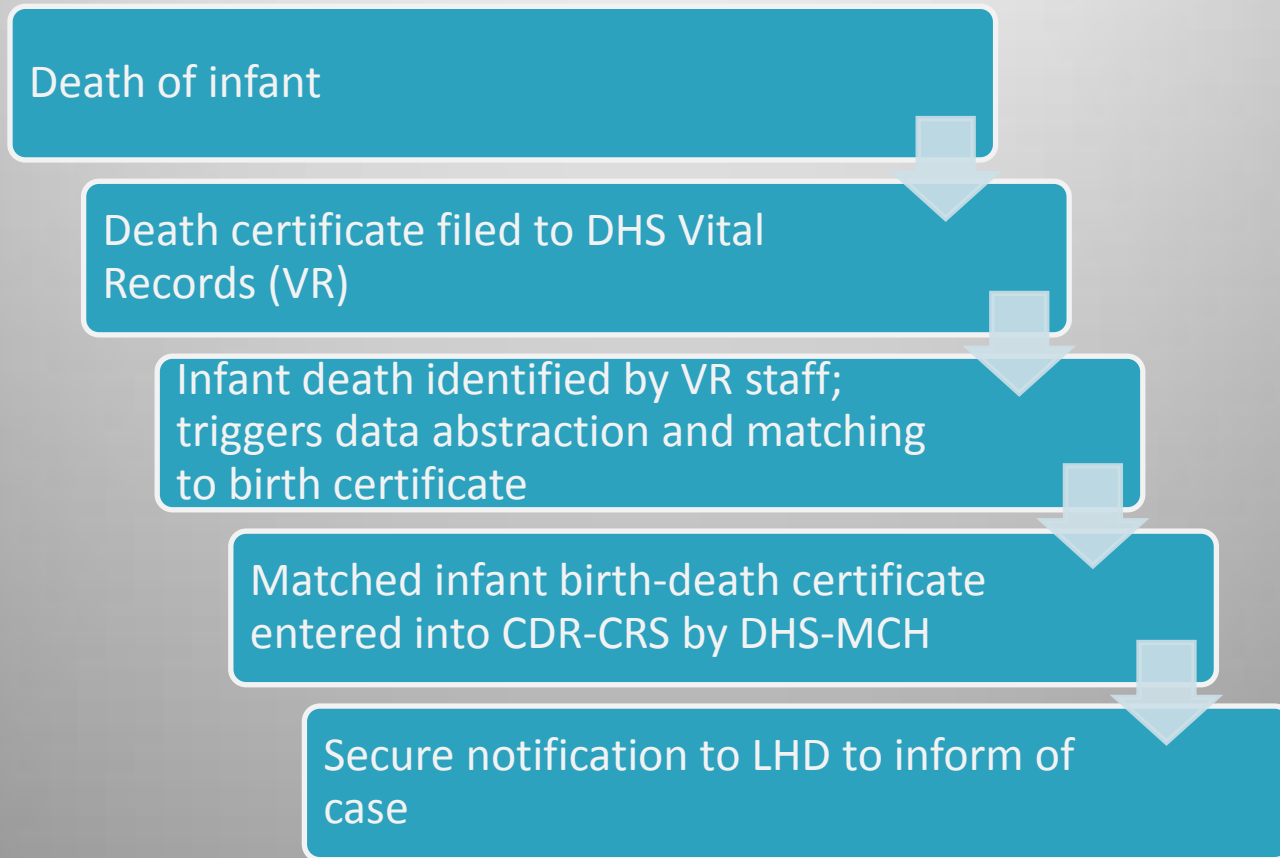 Death of infant
Death certificate filed to DHS Vital
Records (VR)
Infant death identified by VR staff;
triggers data abstraction and matching
to birth certificate
Matched infant birth-death certificate
entered into CDR-CRS by DHS-MCH
Secure notification to LHD to inform of
case